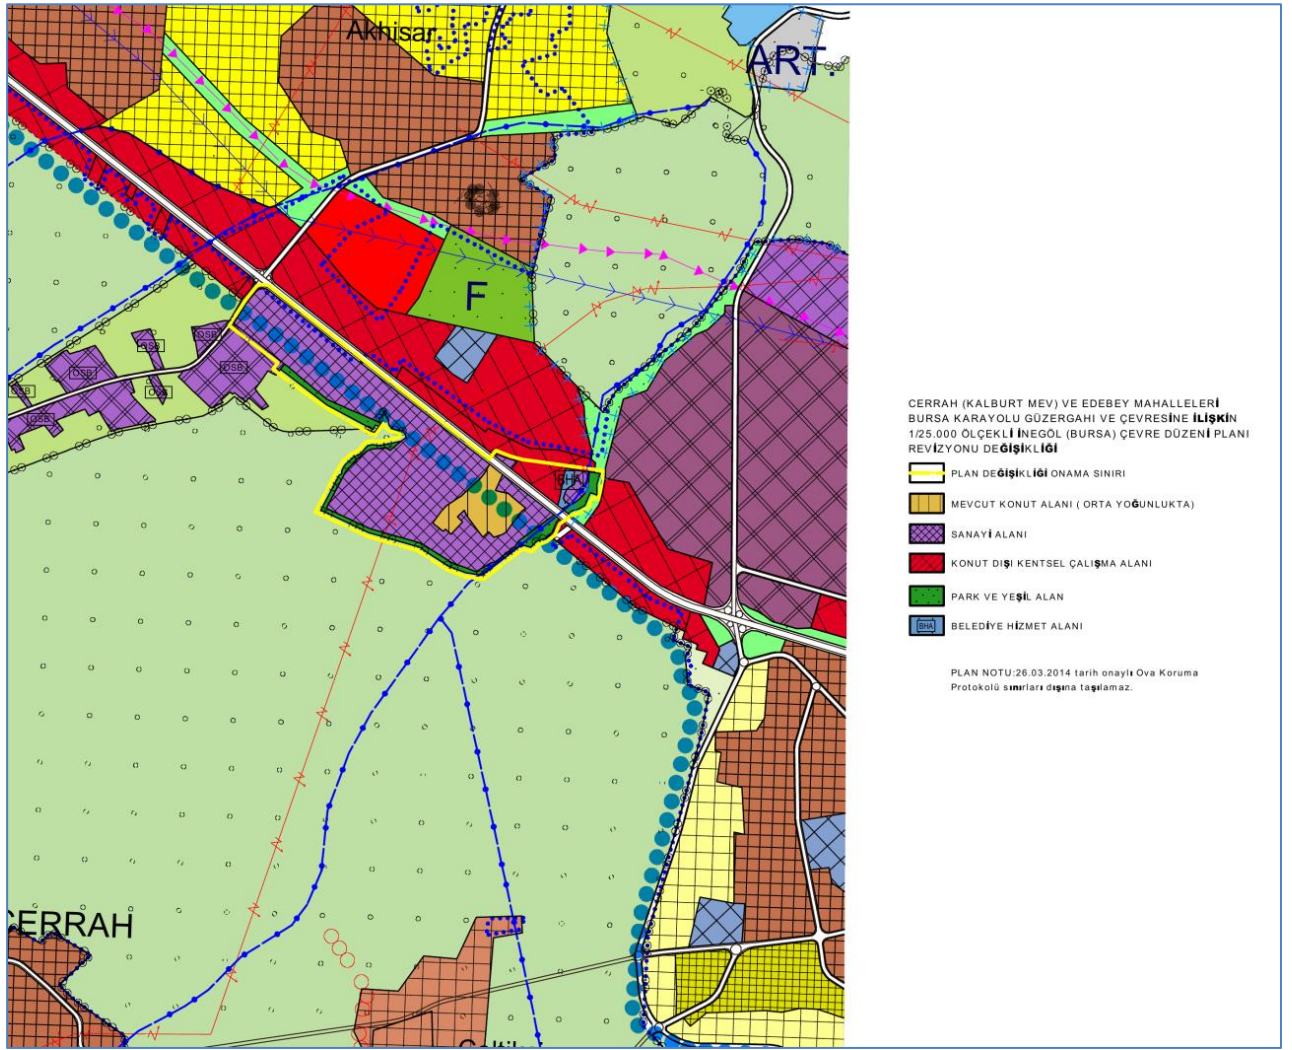 Akhisar
ART.
F
OSB
OSB
OSB
OSB
OSB
OSB
OSB
BHA
CERRAH (KALBURT MEV) VE EDEBEY MAHALLELERİ
BURSA KARAYOLU GÜZERGAHI VE ÇEVRESİNE İLİŞKİN
1/25.000 ÖLÇEKLİ İNEGÖL (BURSA) ÇEVRE DÜZENİ PLANI
REVİZYONU DEĞİŞİKLİĞİ
PLAN DEĞİŞİKLİĞİ ONAMA SINIRI
MEVCUT KONUT ALANI ( ORTA YOĞUNLUKTA)
SANAYİ ALANI
KONUT DIŞI KENTSEL ÇALIŞMA ALANI
PARK VE YEŞİL ALAN
BHA
BELEDİYE HİZMET ALANI
PLAN NOTU:26.03.2014 tarih onaylı Ova Koruma
Protokolü sınırları dışına taşılamaz.
CERRAH